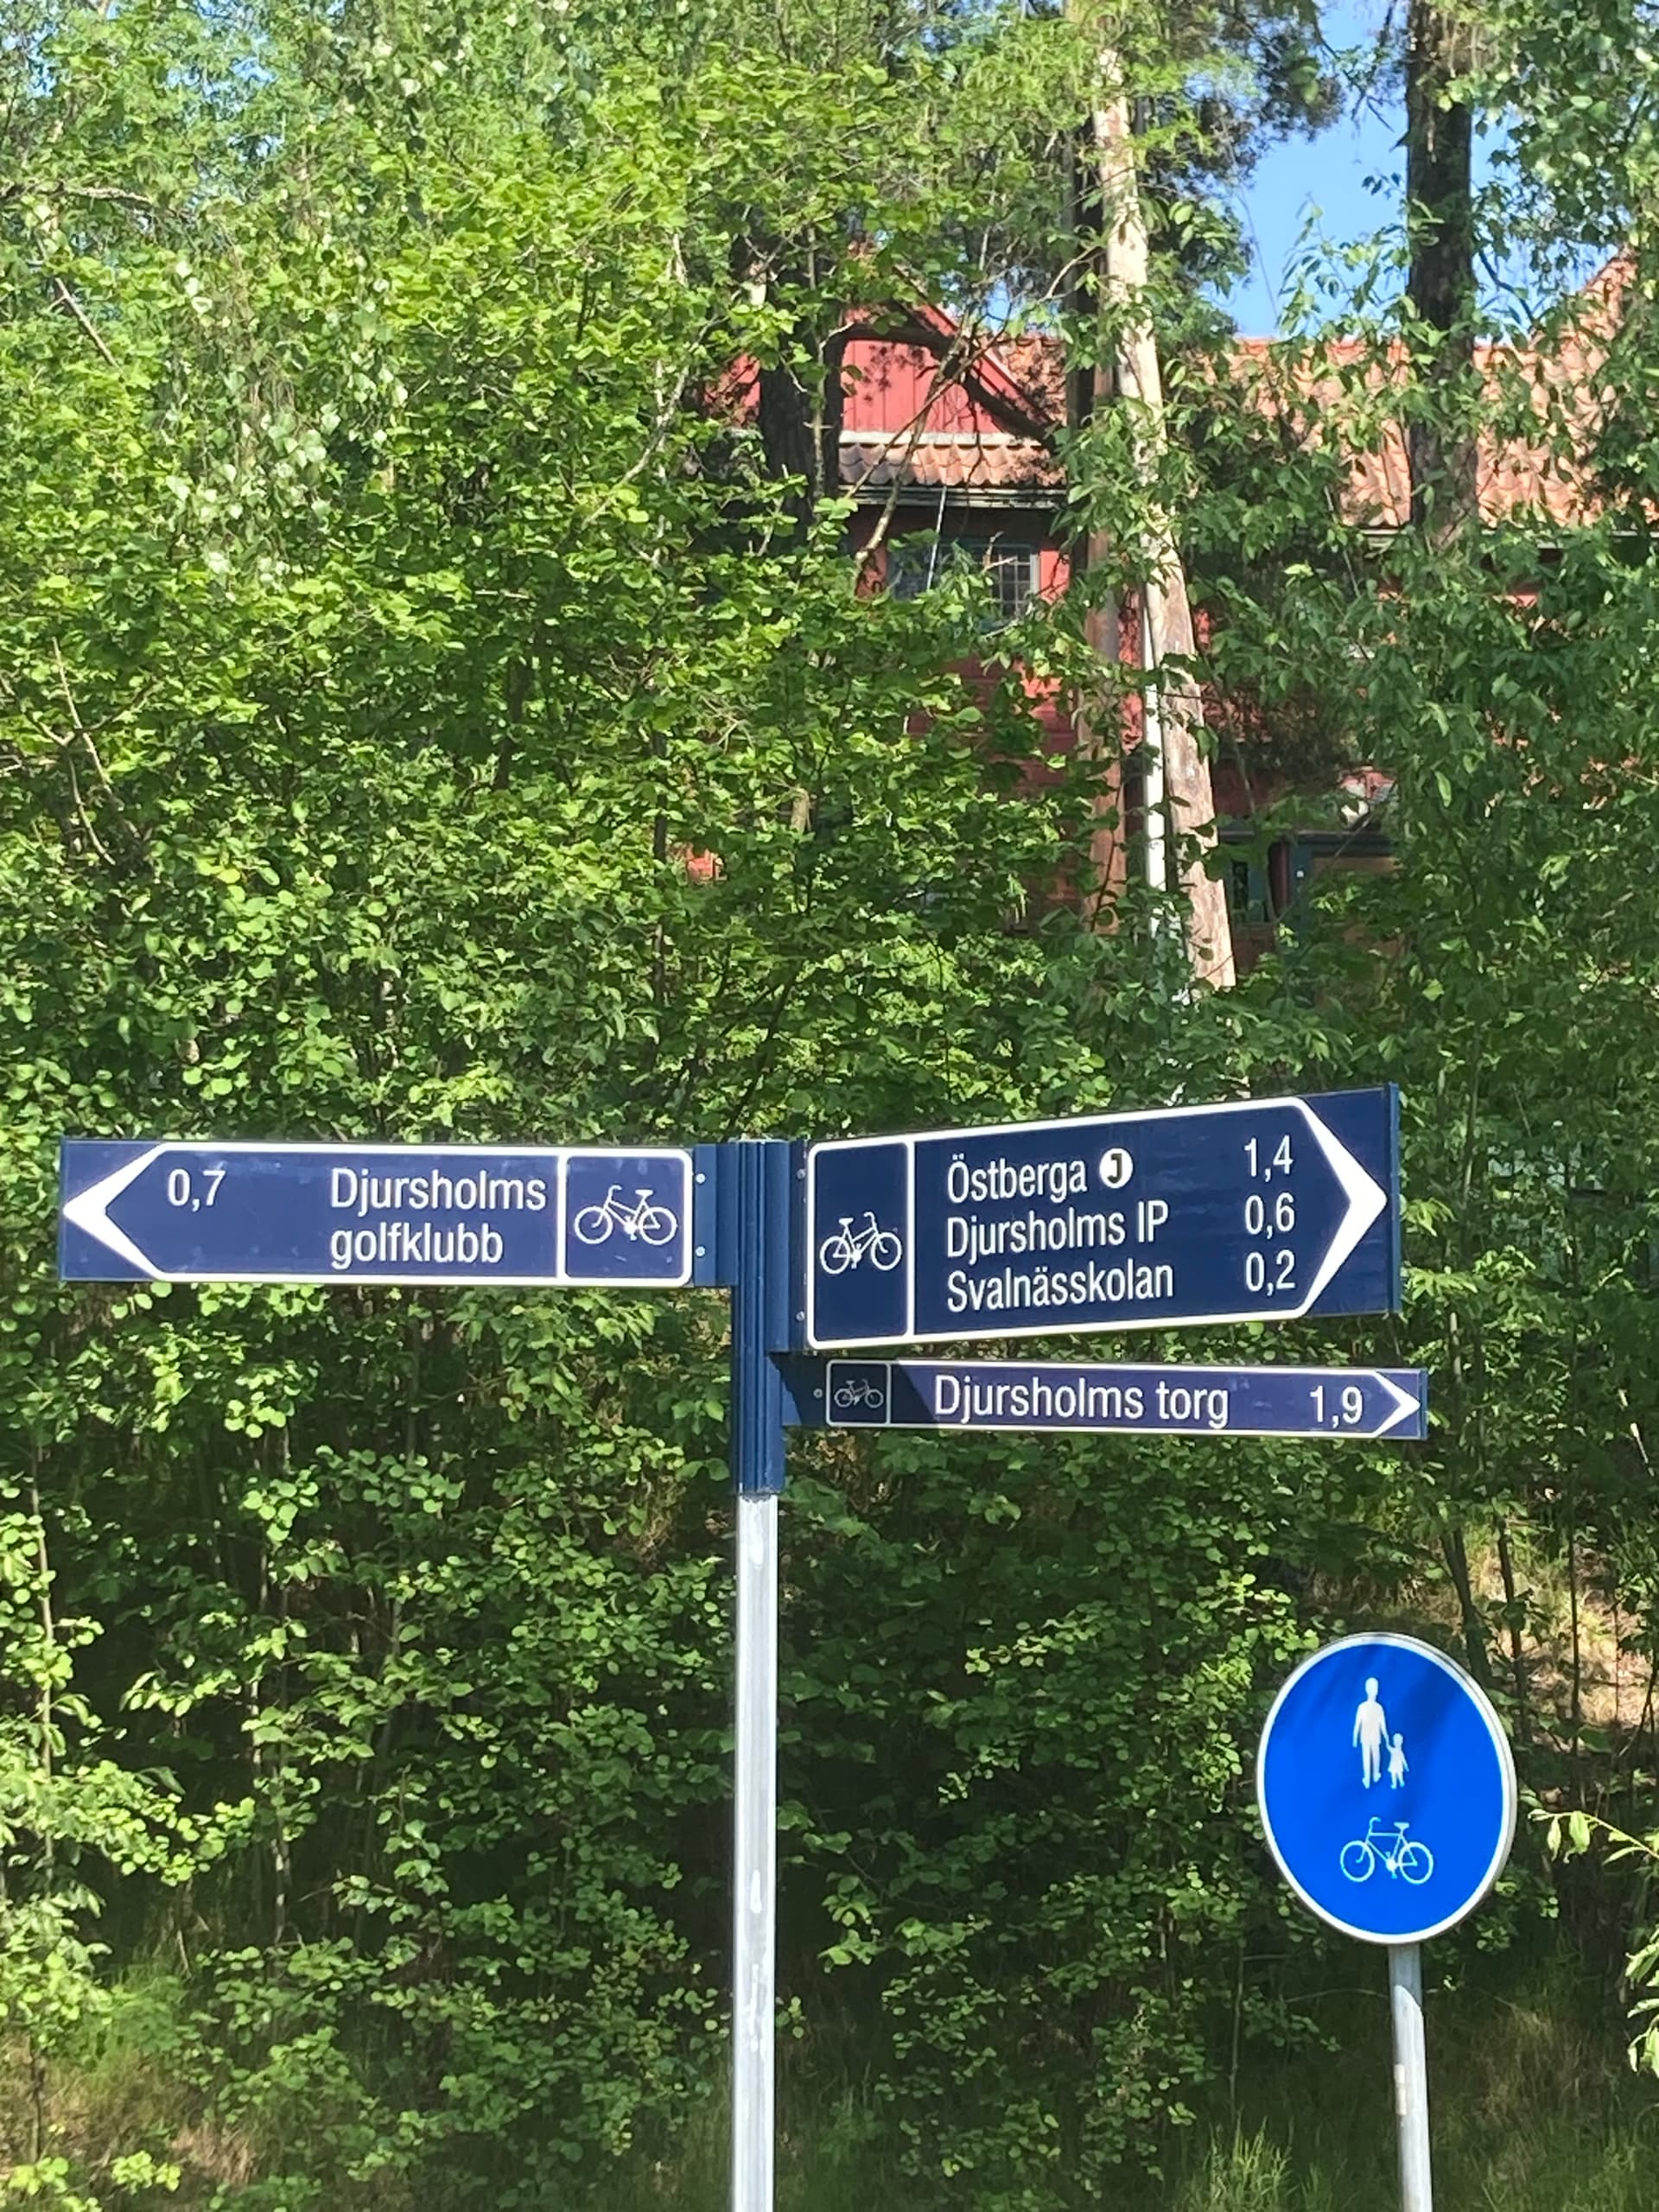 0,7 Djursholms
golfklubb
Östberga J 1,4
Djursholms IP 0,6
Svalnässkolan 0,2
Djursholms torg 1,9